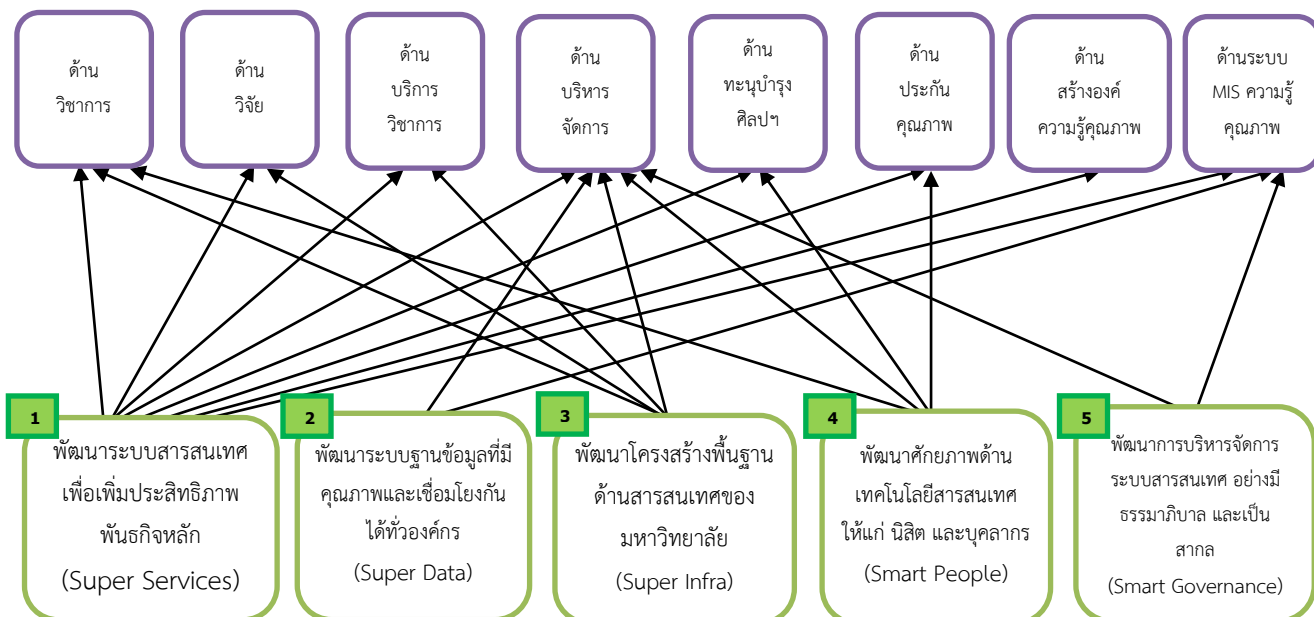 ด้าน
วิชาการ
ด้าน
วิจัย
ด้าน
บริการ
วิชาการ
ด้าน
บริหาร
จัดการ
ด้าน
ทะนุบำรุง
ศิลปฯ
ด้าน
ประกัน
คุณภาพ
ด้าน
สร้างองค์
ความรู้คุณภาพ
ด้านระบบ
MIS ความรู้
คุณภาพ
1
พัฒนาระบบสารสนเทศ
เพื่อเพิ่มประสิทธิภาพ
พันธกิจหลัก
(Super Services)
2
พัฒนาระบบฐานข้อมูลที่มี
คุณภาพและเชื่อมโยงกัน
ได้ทั่วองค์กร
(Super Data)
3
พัฒนาโครงสร้างพื้นฐาน
ด้านสารสนเทศของ
มหาวิทยาลัย
(Super Infra)
4
พัฒนาศักยภาพด้าน
เทคโนโลยีสารสนเทศ
ให้แก่ นิสิต และบุคลากร
(Smart People)
5
พัฒนาการบริหารจัดการ
ระบบสารสนเทศ อย่างมี
ธรรมาภิบาล และเป็น
สากล
(Smart Governance)